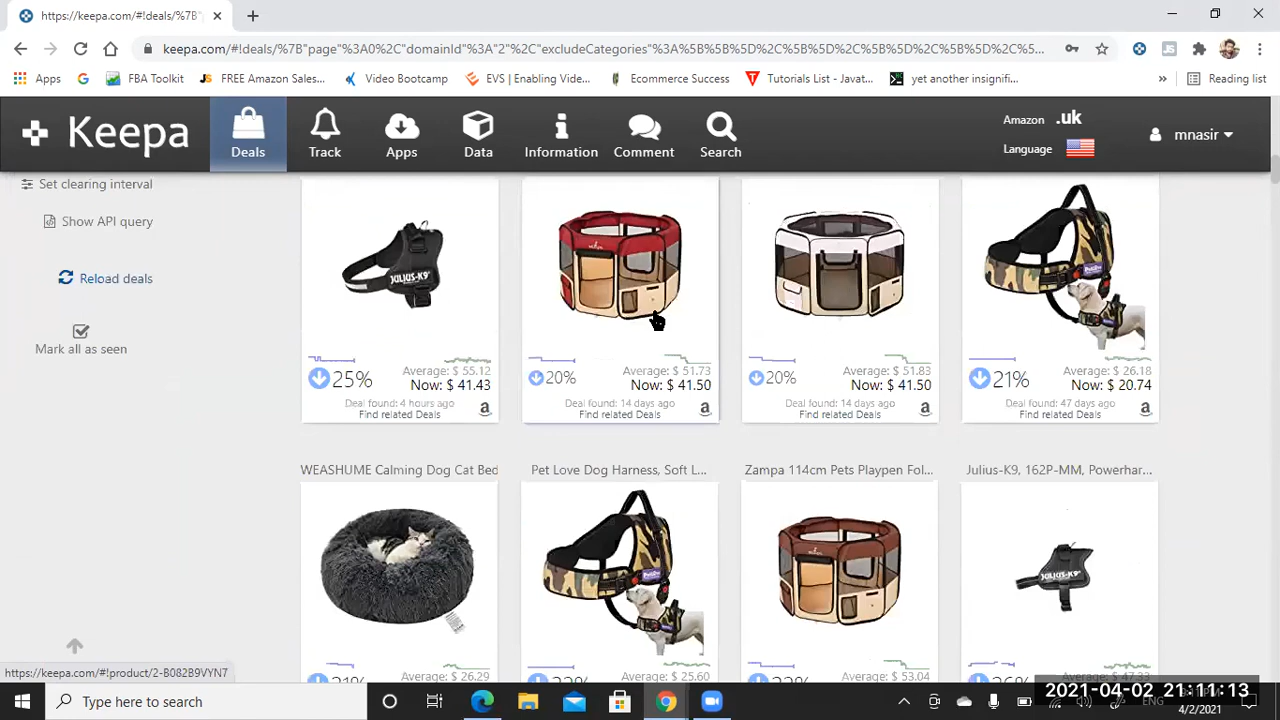 https://keepa.com/#!deals/%7B"
keepa.com/#!deals/%7B"page"%3A0%2C"domainId"%3A"2"%2C"excludeCategories"%3A%5B%5B%5D%2C%5B%5D%2C%5B%5D%2C%5...
Apps
FBA Toolkit
FREE Amazon Sales...
Video Bootcamp
EVS | Enabling Vide...
Ecommerce Success
Tutorials List - Javat...
yet another insignifi...
»
Reading list
Keepa
Deals
Track
Apps
Data
Information
Comment
Search
Amazon .uk
Language
mnasir
Set clearing interval
Show API query
Reload deals
Mark all as seen
JULIUS-K9
25%
Average: $ 55.12
Now: $ 41.43
Deal found: 4 hours ago
Find related Deals
20%
Average: $ 51.73
Now: $ 41.50
Deal found: 14 days ago
Find related Deals
20%
Average: $ 51.83
Now: $ 41.50
Deal found: 14 days ago
Find related Deals
21%
Average: $ 26.18
Now: $ 20.74
Deal found: 47 days ago
Find related Deals
WEASHUME Calming Dog Cat Bed
Pet Love Dog Harness, Soft L...
Zampa 114cm Pets Playpen Fol...
Julius-K9, 162P-MM, Powerhar...
JULIUS-K9
21%
Average: $ 26.29
Average: $ 25.60
Average: $ 53.04
26%
Average: $ 47.33
https://keepa.com/#!product/2-B082B9VYN7
Type here to search
2021-04-02 21:11:13
ENG
4/2/2021